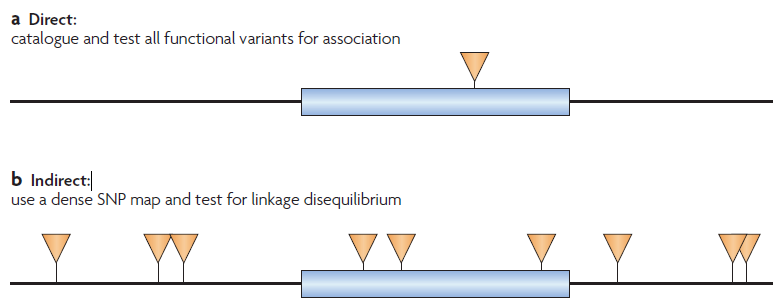 a Direct:
catalogue and test all functional variants for association
b Indirect:
use a dense SNP map and test for linkage disequilibrium